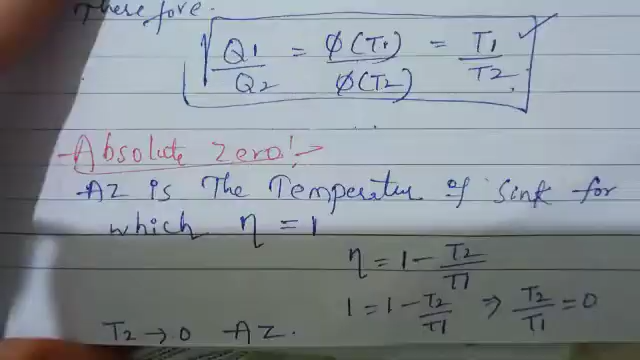 Therefore.
Q1/Q2 = φ(T1)/φ(T2) = T1/T2
Absolute Zero:→
AZ is The Temperatur of Sink for
which η = 1
η = 1 - T2/T1
1 = 1 - T2/T1 ⇒ T2/T1 = 0
T2 → 0 AZ.